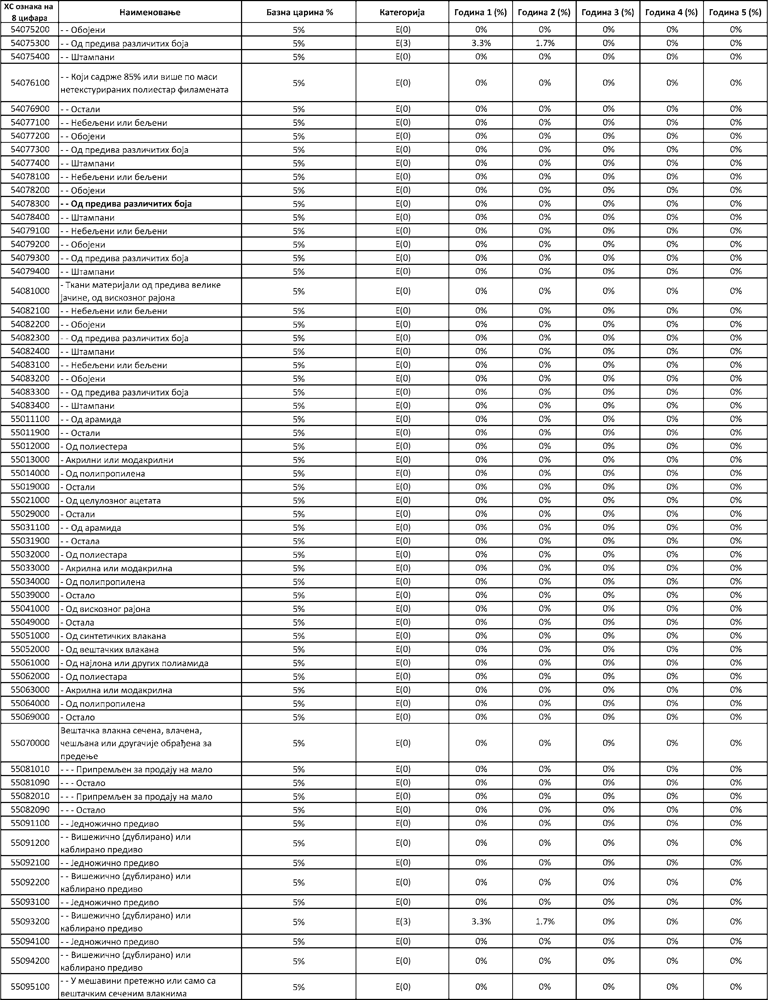 ХС ознака на 8 цифара Наименовање Базна царина % Категорија Година 1 (%) Година 2 (%) Година 3 (%) Година 4 (%) Година 5 (%)
54075200 - - Обојени 5% E(0) 0% 0% 0% 0% 0%
54075300 - - Од предива различитих боја 5% E(3) 3.3% 1.7% 0% 0% 0%
54075400 - - Штампани 5% E(0) 0% 0% 0% 0% 0%
54076100 - - Који садрже 85% или више по маси нетекстурираних полиестар филамената 5% E(0) 0% 0% 0% 0% 0%
54076900 - - Остали 5% E(0) 0% 0% 0% 0% 0%
54077100 - - Небељени или бељени 5% E(0) 0% 0% 0% 0% 0%
54077200 - - Обојени 5% E(0) 0% 0% 0% 0% 0%
54077300 - - Од предива различитих боја 5% E(0) 0% 0% 0% 0% 0%
54077400 - - Штампани 5% E(0) 0% 0% 0% 0% 0%
54078100 - - Небељени или бељени 5% E(0) 0% 0% 0% 0% 0%
54078200 - - Обојени 5% E(0) 0% 0% 0% 0% 0%
54078300 - - Од предива различитих боја 5% E(0) 0% 0% 0% 0% 0%
54078400 - - Штампани 5% E(0) 0% 0% 0% 0% 0%
54079100 - - Небељени или бељени 5% E(0) 0% 0% 0% 0% 0%
54079200 - - Обојени 5% E(0) 0% 0% 0% 0% 0%
54079300 - - Од предива различитих боја 5% E(0) 0% 0% 0% 0% 0%
54079400 - - Штампани 5% E(0) 0% 0% 0% 0% 0%
54081000 - Ткани материјали од предива велике јачине, од вискозног рајона 5% E(0) 0% 0% 0% 0% 0%
54082100 - - Небељени или бељени 5% E(0) 0% 0% 0% 0% 0%
54082200 - - Обојени 5% E(0) 0% 0% 0% 0% 0%
54082300 - - Од предива различитих боја 5% E(0) 0% 0% 0% 0% 0%
54082400 - - Штампани 5% E(0) 0% 0% 0% 0% 0%
54083100 - - Небељени или бељени 5% E(0) 0% 0% 0% 0% 0%
54083200 - - Обојени 5% E(0) 0% 0% 0% 0% 0%
54083300 - - Од предива различитих боја 5% E(0) 0% 0% 0% 0% 0%
54083400 - - Штампани 5% E(0) 0% 0% 0% 0% 0%
55011100 - - Од арамида 5% E(0) 0% 0% 0% 0% 0%
55011900 - - Остали 5% E(0) 0% 0% 0% 0% 0%
55012000 - Од полиестера 5% E(0) 0% 0% 0% 0% 0%
55013000 - Акрилни или модакрилни 5% E(0) 0% 0% 0% 0% 0%
55014000 - Од полипропилена 5% E(0) 0% 0% 0% 0% 0%
55019000 - Остали 5% E(0) 0% 0% 0% 0% 0%
55021000 - Од целулозног ацетата 5% E(0) 0% 0% 0% 0% 0%
55029000 - Остали 5% E(0) 0% 0% 0% 0% 0%
55031100 - - Од арамида 5% E(0) 0% 0% 0% 0% 0%
55031900 - - Остала 5% E(0) 0% 0% 0% 0% 0%
55032000 - Од полиестара 5% E(0) 0% 0% 0% 0% 0%
55033000 - Акрилна или модакрилна 5% E(0) 0% 0% 0% 0% 0%
55034000 - Од полипропилена 5% E(0) 0% 0% 0% 0% 0%
55039000 - Остало 5% E(0) 0% 0% 0% 0% 0%
55041000 - Од вискозног рајона 5% E(0) 0% 0% 0% 0% 0%
55049000 - Остала 5% E(0) 0% 0% 0% 0% 0%
55051000 - Од синтетичких влакана 5% E(0) 0% 0% 0% 0% 0%
55052000 - Од вештачких влакана 5% E(0) 0% 0% 0% 0% 0%
55061000 - Од најлона или других полиамида 5% E(0) 0% 0% 0% 0% 0%
55062000 - Од полиестара 5% E(0) 0% 0% 0% 0% 0%
55063000 - Акрилна или модакрилна 5% E(0) 0% 0% 0% 0% 0%
55064000 - Од полипропилена 5% E(0) 0% 0% 0% 0% 0%
55069000 - Остало 5% E(0) 0% 0% 0% 0% 0%
55070000 Вештачка влакна сечена, влачена, чешљана или другачије обрађена за предење 5% E(0) 0% 0% 0% 0% 0%
55081010 - - - Припремљен за продају на мало 5% E(0) 0% 0% 0% 0% 0%
55081090 - - - Остало 5% E(0) 0% 0% 0% 0% 0%
55082010 - - - Припремљен за продају на мало 5% E(0) 0% 0% 0% 0% 0%
55082090 - - - Остало 5% E(0) 0% 0% 0% 0% 0%
55091100 - - Једножично предиво 5% E(0) 0% 0% 0% 0% 0%
55091200 - - Вишежично (дублирано) или каблирано предиво 5% E(0) 0% 0% 0% 0% 0%
55092100 - - Једножично предиво 5% E(0) 0% 0% 0% 0% 0%
55092200 - - Вишежично (дублирано) или каблирано предиво 5% E(0) 0% 0% 0% 0% 0%
55093100 - - Једножично предиво 5% E(0) 0% 0% 0% 0% 0%
55093200 - - Вишежично (дублирано) или каблирано предиво 5% E(3) 3.3% 1.7% 0% 0% 0%
55094100 - - Једножично предиво 5% E(0) 0% 0% 0% 0% 0%
55094200 - - Вишежично (дублирано) или каблирано предиво 5% E(0) 0% 0% 0% 0% 0%
55095100 - - У мешавини претежно или само са вештачким сеченим влакнима 5% E(0) 0% 0% 0% 0% 0%